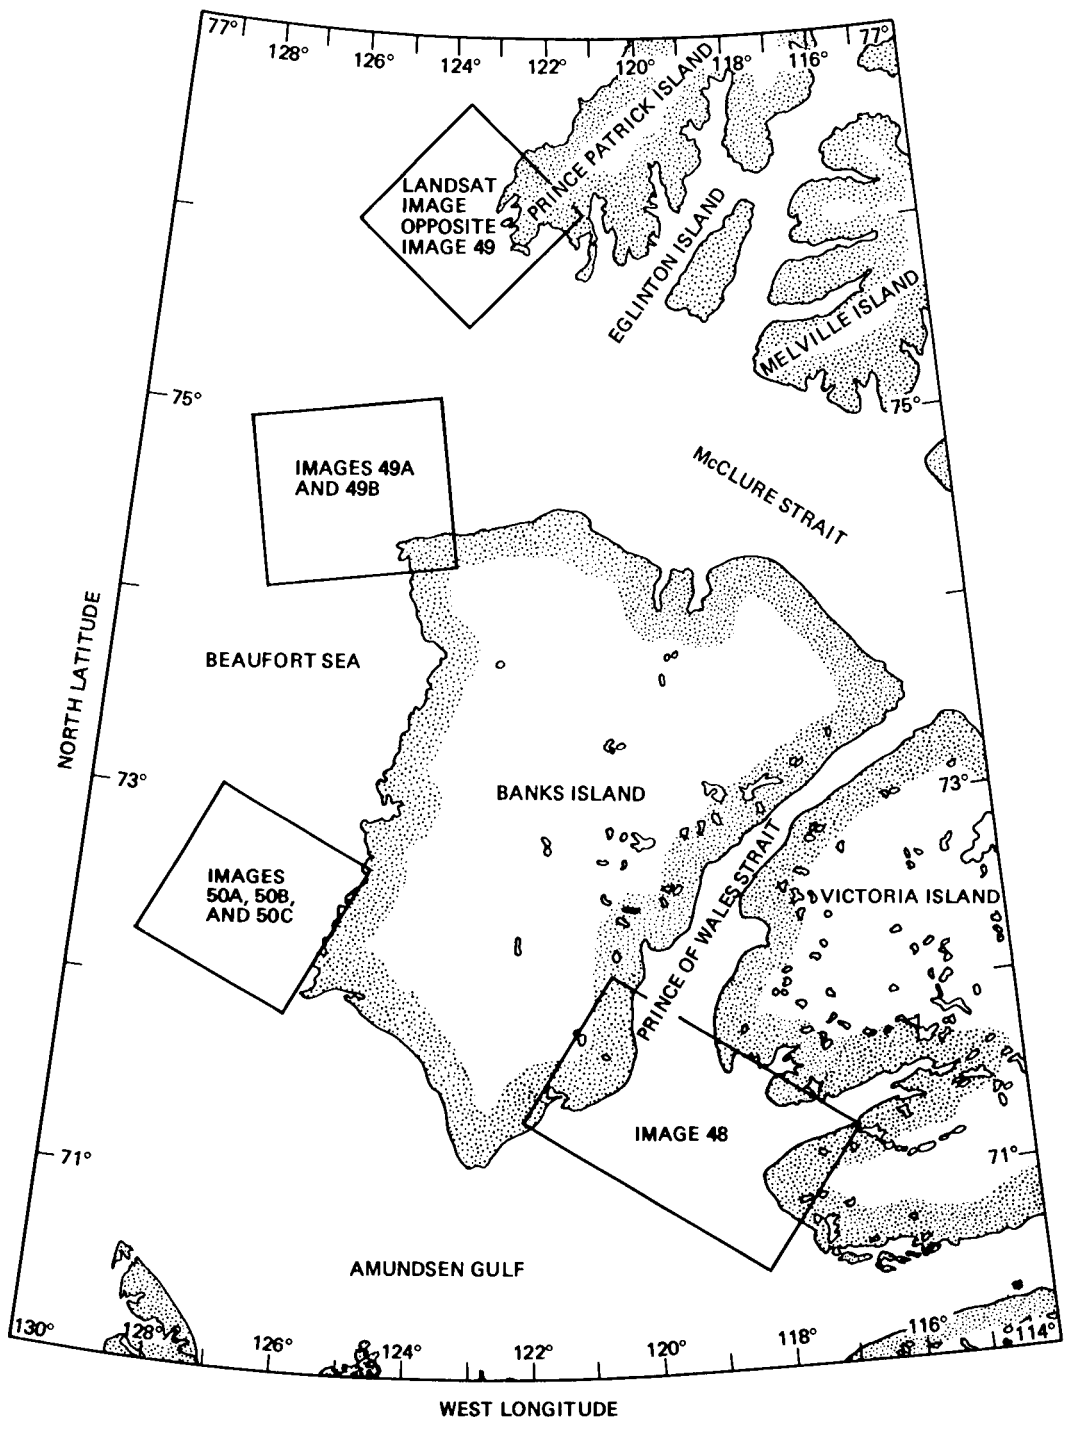 77°
128°
126°
124°
122°
120°
118°
116°
77°
PRINCE PATRICK ISLAND
LANDSAT
IMAGE
OPPOSITE
IMAGE 49
EGLINTON ISLAND
MELVILLE ISLAND
75°
75°
IMAGES 49A
AND 49B
McCLURE STRAIT
NORTH LATITUDE
BEAUFORT SEA
73°
73°
BANKS ISLAND
IMAGES
50A, 50B,
AND 50C
PRINCE OF WALES STRAIT
VICTORIA ISLAND
IMAGE 48
71°
71°
AMUNDSEN GULF
130°
128°
126°
124°
122°
120°
118°
116°
114°
WEST LONGITUDE